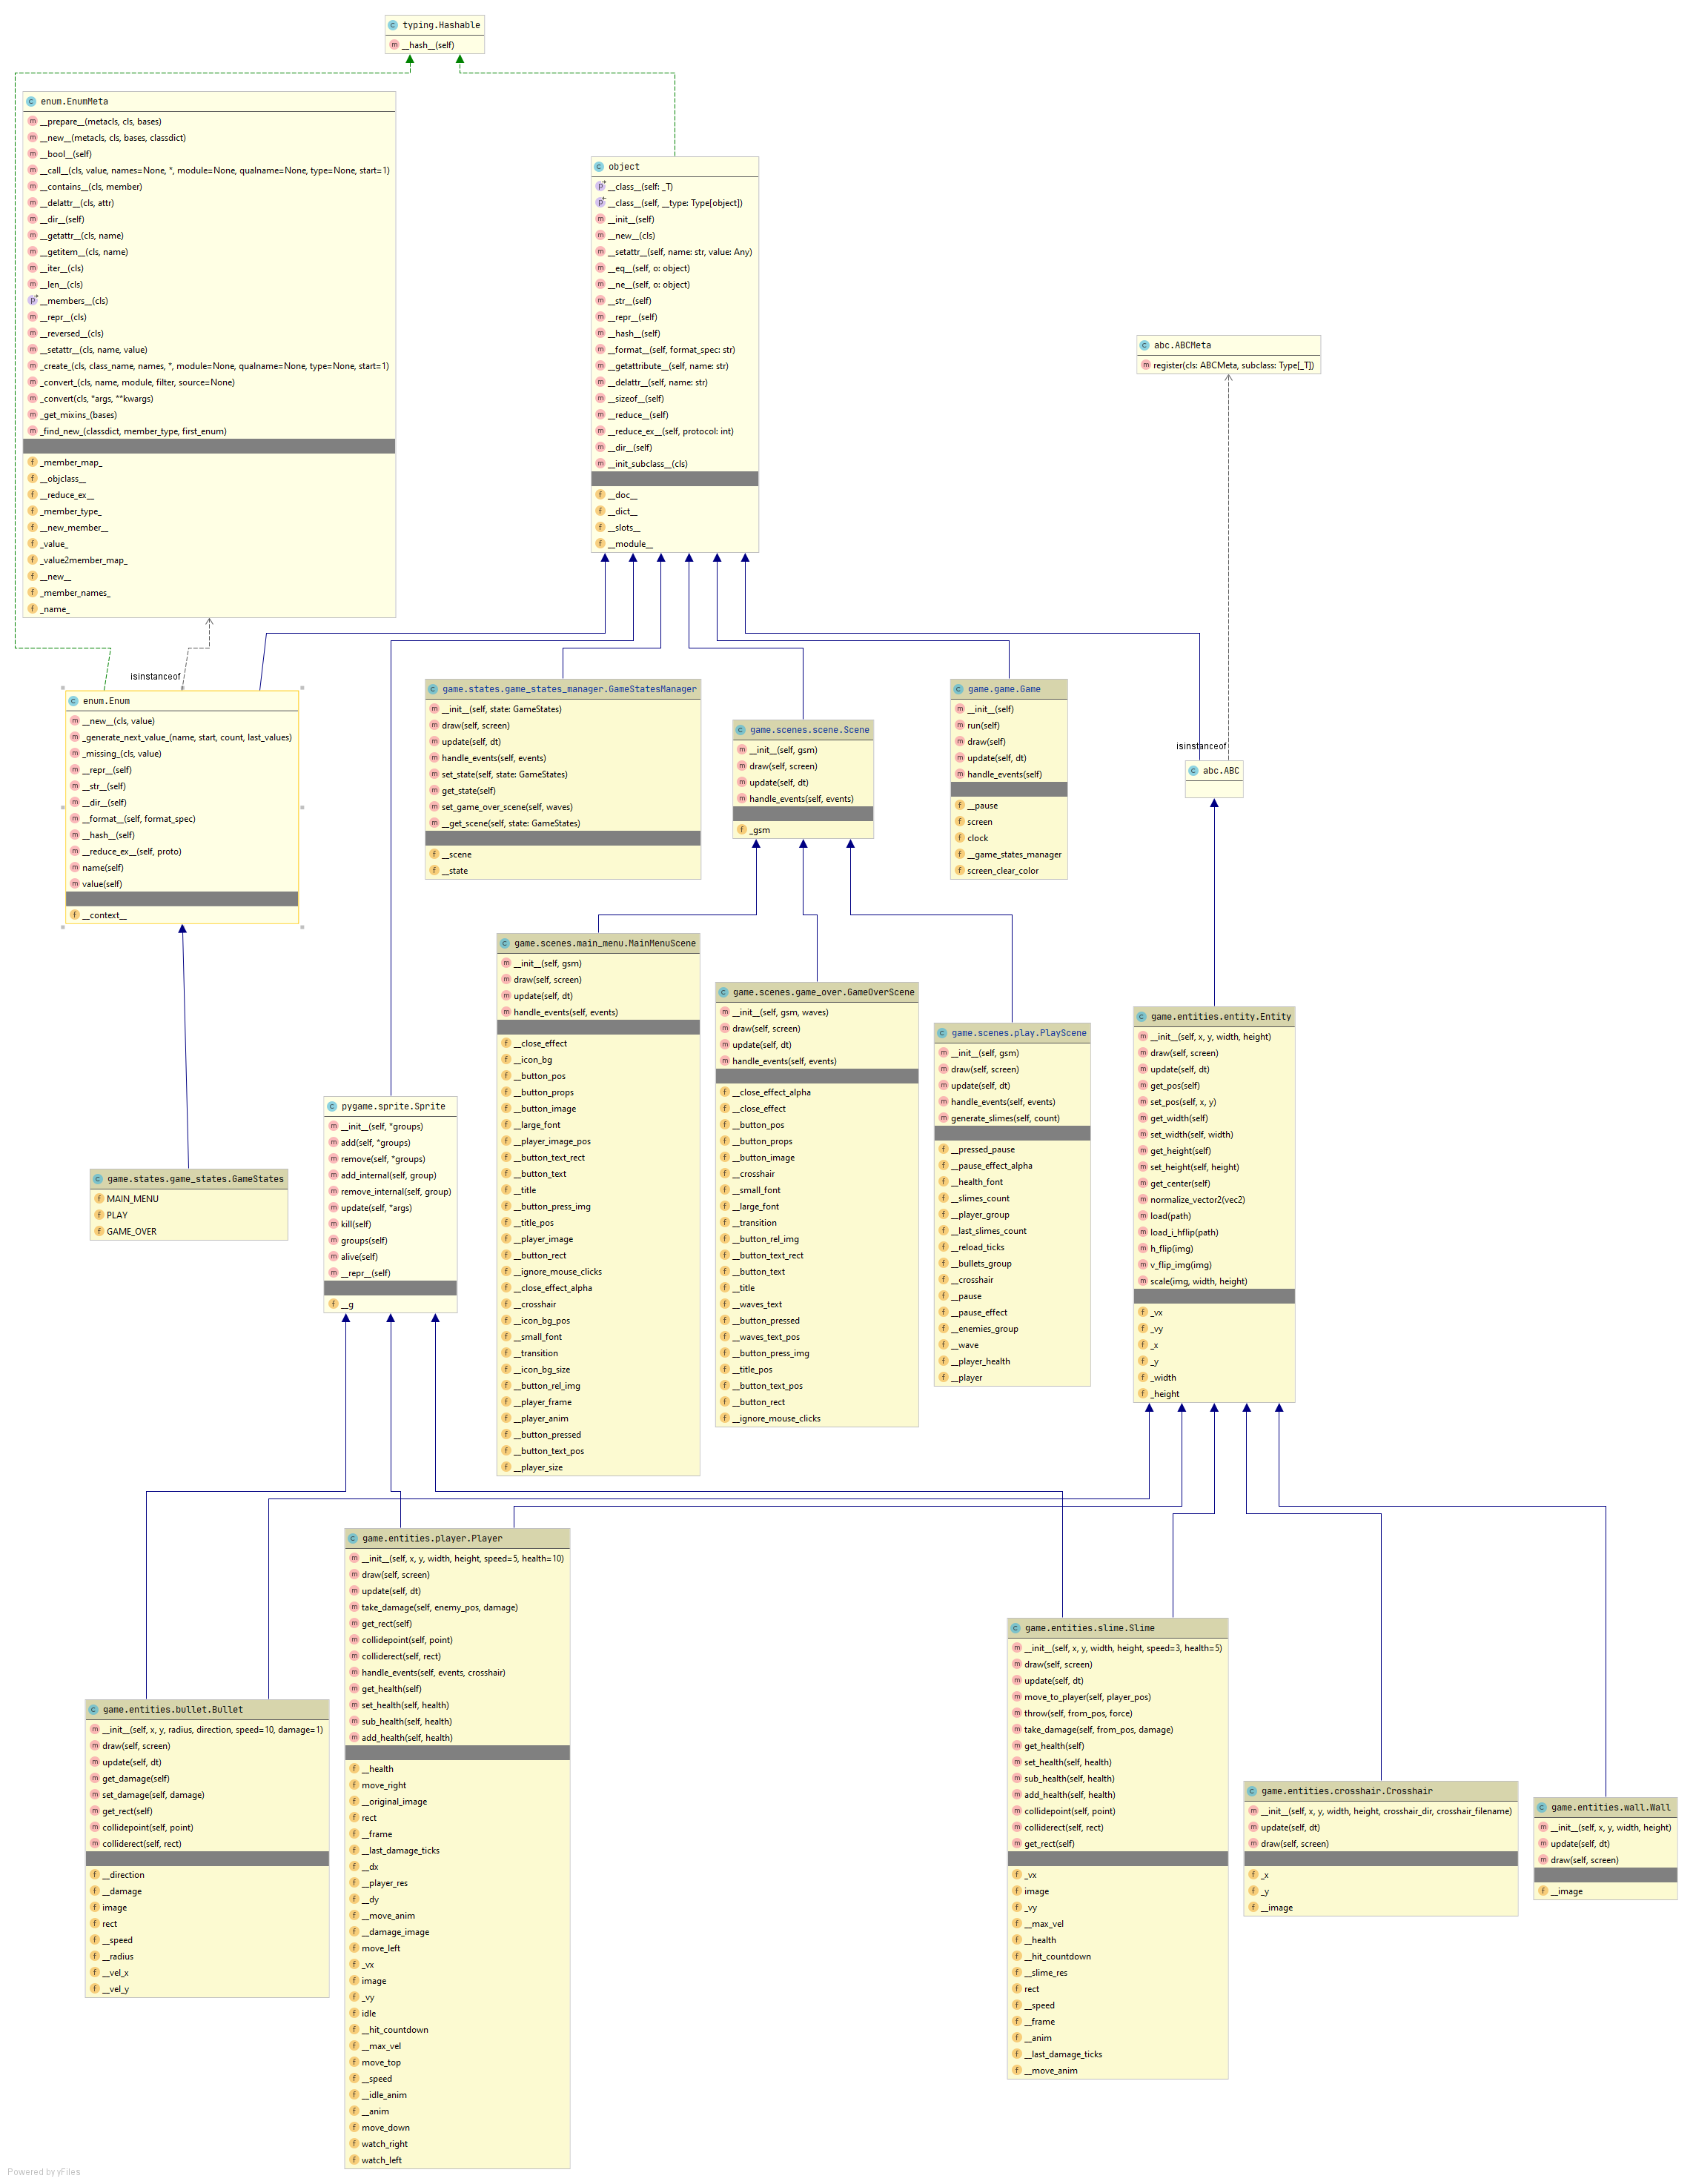 typing.Hashable
__hash__(self)
enum.EnumMeta
__prepare__(metacls, cls, bases)
__new__(metacls, cls, bases, classdict)
__bool__(self)
__call__(cls, value, names=None, *, module=None, qualname=None, type=None, start=1)
__contains__(cls, member)
__delattr__(cls, attr)
__dir__(self)
__getattr__(cls, name)
__getitem__(cls, name)
__iter__(cls)
__len__(cls)
__members__(cls)
__repr__(cls)
__reversed__(cls)
__setattr__(cls, name, value)
_create_(cls, class_name, names, *, module=None, qualname=None, type=None, start=1)
_convert_(cls, name, module, filter, source=None)
_convert(cls, *args, **kwargs)
_get_mixins_(bases)
_find_new_(classdict, member_type, first_enum)
_member_map_
__objclass__
__reduce_ex__
_member_type_
__new_member__
_value_
_value2member_map_
__new__
_member_names_
_name_
object
__class__(self: _T)
__class__(self, __type: Type[object])
__init__(self)
__new__(cls)
__setattr__(self, name: str, value: Any)
__eq__(self, o: object)
__ne__(self, o: object)
__str__(self)
__repr__(self)
__hash__(self)
__format__(self, format_spec: str)
__getattribute__(self, name: str)
__delattr__(self, name: str)
__sizeof__(self)
__reduce__(self)
__reduce_ex__(self, protocol: int)
__dir__(self)
__init_subclass__(cls)
__doc__
__dict__
__slots__
__module__
abc.ABCMeta
register(cls: ABCMeta, subclass: Type[_T])
isinstanceof
enum.Enum
__new__(cls, value)
_generate_next_value_(name, start, count, last_values)
_missing_(cls, value)
__repr__(self)
__str__(self)
__dir__(self)
__format__(self, format_spec)
__hash__(self)
__reduce_ex__(self, proto)
name(self)
value(self)
__context__
game.states.game_states_manager.GameStatesManager
__init__(self, state: GameStates)
draw(self, screen)
update(self, dt)
handle_events(self, events)
set_state(self, state: GameStates)
get_state(self)
set_game_over_scene(self, waves)
__get_scene(self, state: GameStates)
__scene
__state
game.scenes.scene.Scene
__init__(self, gsm)
draw(self, screen)
update(self, dt)
handle_events(self, events)
_gsm
game.game.Game
__init__(self)
run(self)
draw(self)
update(self, dt)
handle_events(self)
__pause
screen
clock
__game_states_manager
screen_clear_color
isinstanceof
abc.ABC
game.scenes.main_menu.MainMenuScene
__init__(self, gsm)
draw(self, screen)
update(self, dt)
handle_events(self, events)
__close_effect
__icon_bg
__button_pos
__button_props
__button_image
__large_font
__player_image_pos
__button_text_rect
__button_text
__title
__button_press_img
__title_pos
__player_image
__button_rect
__ignore_mouse_clicks
__close_effect_alpha
__crosshair
__icon_bg_pos
__small_font
__transition
__icon_bg_size
__button_rel_img
__player_frame
__player_anim
__button_pressed
__button_text_pos
__player_size
game.scenes.game_over.GameOverScene
__init__(self, gsm, waves)
draw(self, screen)
update(self, dt)
handle_events(self, events)
__close_effect_alpha
__close_effect
__button_pos
__button_props
__button_image
__crosshair
__small_font
__large_font
__transition
__button_rel_img
__button_text_rect
__button_text
__title
__waves_text
__button_pressed
__waves_text_pos
__button_press_img
__title_pos
__button_text_pos
__button_rect
__ignore_mouse_clicks
game.scenes.play.PlayScene
__init__(self, gsm)
draw(self, screen)
update(self, dt)
handle_events(self, events)
generate_slimes(self, count)
__pressed_pause
__pause_effect_alpha
__health_font
__slimes_count
__player_group
__last_slimes_count
__reload_ticks
__bullets_group
__crosshair
__pause
__pause_effect
__enemies_group
__wave
__player_health
__player
game.entities.entity.Entity
__init__(self, x, y, width, height)
draw(self, screen)
update(self, dt)
get_pos(self)
set_pos(self, x, y)
get_width(self)
set_width(self, width)
get_height(self)
set_height(self, height)
get_center(self)
normalize_vector2(vec2)
load(path)
load_i_hflip(path)
h_flip(img)
v_flip_img(img)
scale(img, width, height)
_vx
_vy
_x
_y
_width
_height
game.states.game_states.GameStates
MAIN_MENU
PLAY
GAME_OVER
pygame.sprite.Sprite
__init__(self, *groups)
add(self, *groups)
remove(self, *groups)
add_internal(self, group)
remove_internal(self, group)
update(self, *args)
kill(self)
groups(self)
alive(self)
__repr__(self)
__g
game.entities.bullet.Bullet
__init__(self, x, y, radius, direction, speed=10, damage=1)
draw(self, screen)
update(self, dt)
get_damage(self)
set_damage(self, damage)
get_rect(self)
collidepoint(self, point)
colliderect(self, rect)
__direction
__damage
image
rect
__speed
__radius
__vel_x
__vel_y
game.entities.player.Player
__init__(self, x, y, width, height, speed=5, health=10)
draw(self, screen)
update(self, dt)
take_damage(self, enemy_pos, damage)
get_rect(self)
collidepoint(self, point)
colliderect(self, rect)
handle_events(self, events, crosshair)
get_health(self)
set_health(self, health)
sub_health(self, health)
add_health(self, health)
__health
move_right
__original_image
rect
__frame
__last_damage_ticks
__dx
__player_res
__dy
__move_anim
__damage_image
move_left
_vx
image
_vy
idle
__hit_countdown
__max_vel
move_top
__speed
__idle_anim
__anim
move_down
watch_right
watch_left
game.entities.slime.Slime
__init__(self, x, y, width, height, speed=3, health=5)
draw(self, screen)
update(self, dt)
move_to_player(self, player_pos)
throw(self, from_pos, force)
take_damage(self, from_pos, damage)
get_health(self)
set_health(self, health)
sub_health(self, health)
add_health(self, health)
collidepoint(self, point)
colliderect(self, rect)
get_rect(self)
_vx
image
_vy
__max_vel
__health
__hit_countdown
__slime_res
rect
__speed
__frame
__anim
__last_damage_ticks
__move_anim
game.entities.crosshair.Crosshair
__init__(self, x, y, width, height, crosshair_dir, crosshair_filename)
update(self, dt)
draw(self, screen)
_x
_y
__image
game.entities.wall.Wall
__init__(self, x, y, width, height)
update(self, dt)
draw(self, screen)
__image
Powered by yFiles